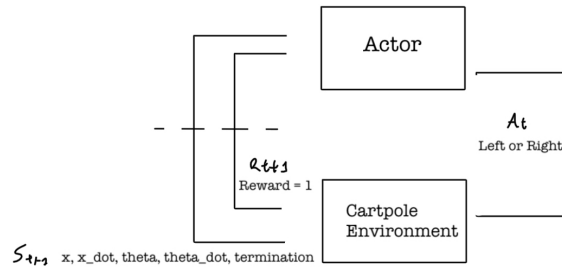 Actor
At
Left or Right
Rt+1
Reward = 1
Cartpole
Environment
St+1 x, x_dot, theta, theta_dot, termination